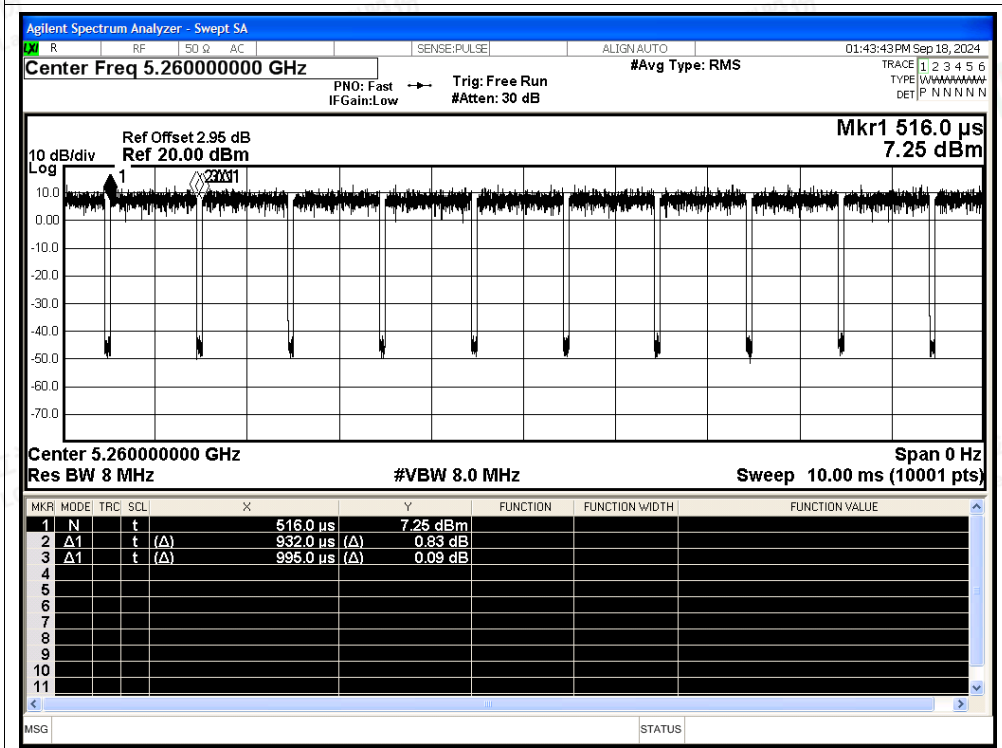 Agilent Spectrum Analyzer - Swept SA
LXI R RF 50 Ω AC SENSE:PULSE ALIGN AUTO 01:43:43 PM Sep 18, 2024
Center Freq 5.260000000 GHz #Avg Type: RMS TRACE 1 2 3 4 5 6
PNO: Fast Trig: Free Run TYPE WWWWWW
IFGain:Low #Atten: 30 dB DET P N N N N N
Mkr1 516.0 µs
Ref Offset 2.95 dB
10 dB/div Ref 20.00 dBm 7.25 dBm
Log
1
10.0
0.00
-10.0
-20.0
-30.0
-40.0
-50.0
-60.0
-70.0
Center 5.260000000 GHz Span 0 Hz
Res BW 8 MHz #VBW 8.0 MHz Sweep 10.00 ms (10001 pts)
MKR MODE TRC SCL X Y FUNCTION FUNCTION WIDTH FUNCTION VALUE
1 N t 516.0 µs 7.25 dBm
2 Δ1 t (Δ) 932.0 µs (Δ) 0.83 dB
3 Δ1 t (Δ) 995.0 µs (Δ) 0.09 dB
4
5
6
7
8
9
10
11
MSG STATUS